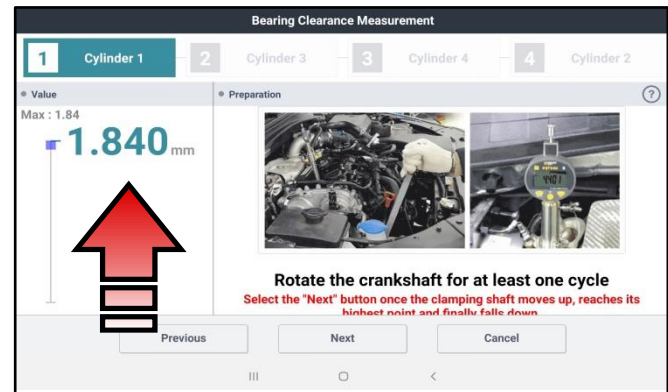 Bearing Clearance Measurement
1 Cylinder 1 2 Cylinder 3 3 Cylinder 4 4 Cylinder 2
Value
Preparation ?
Max : 1.84
1.840 mm
Rotate the crankshaft for at least one cycle
Select the "Next" button once the clamping shaft moves up, reaches its
highest point and finally falls down
Previous Next Cancel